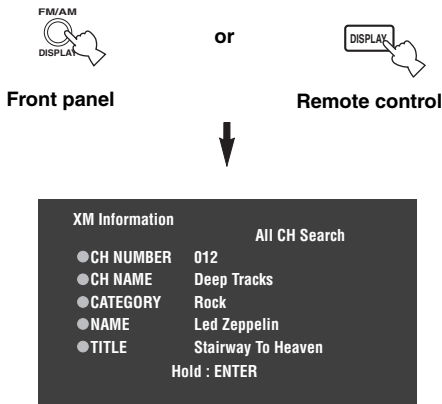 FM/AM
DISPLAY
or
DISPLAY
Front panel
Remote control
XM Information
All CH Search
CH NUMBER 012
CH NAME Deep Tracks
CATEGORY Rock
NAME Led Zeppelin
TITLE Stairway To Heaven
Hold : ENTER